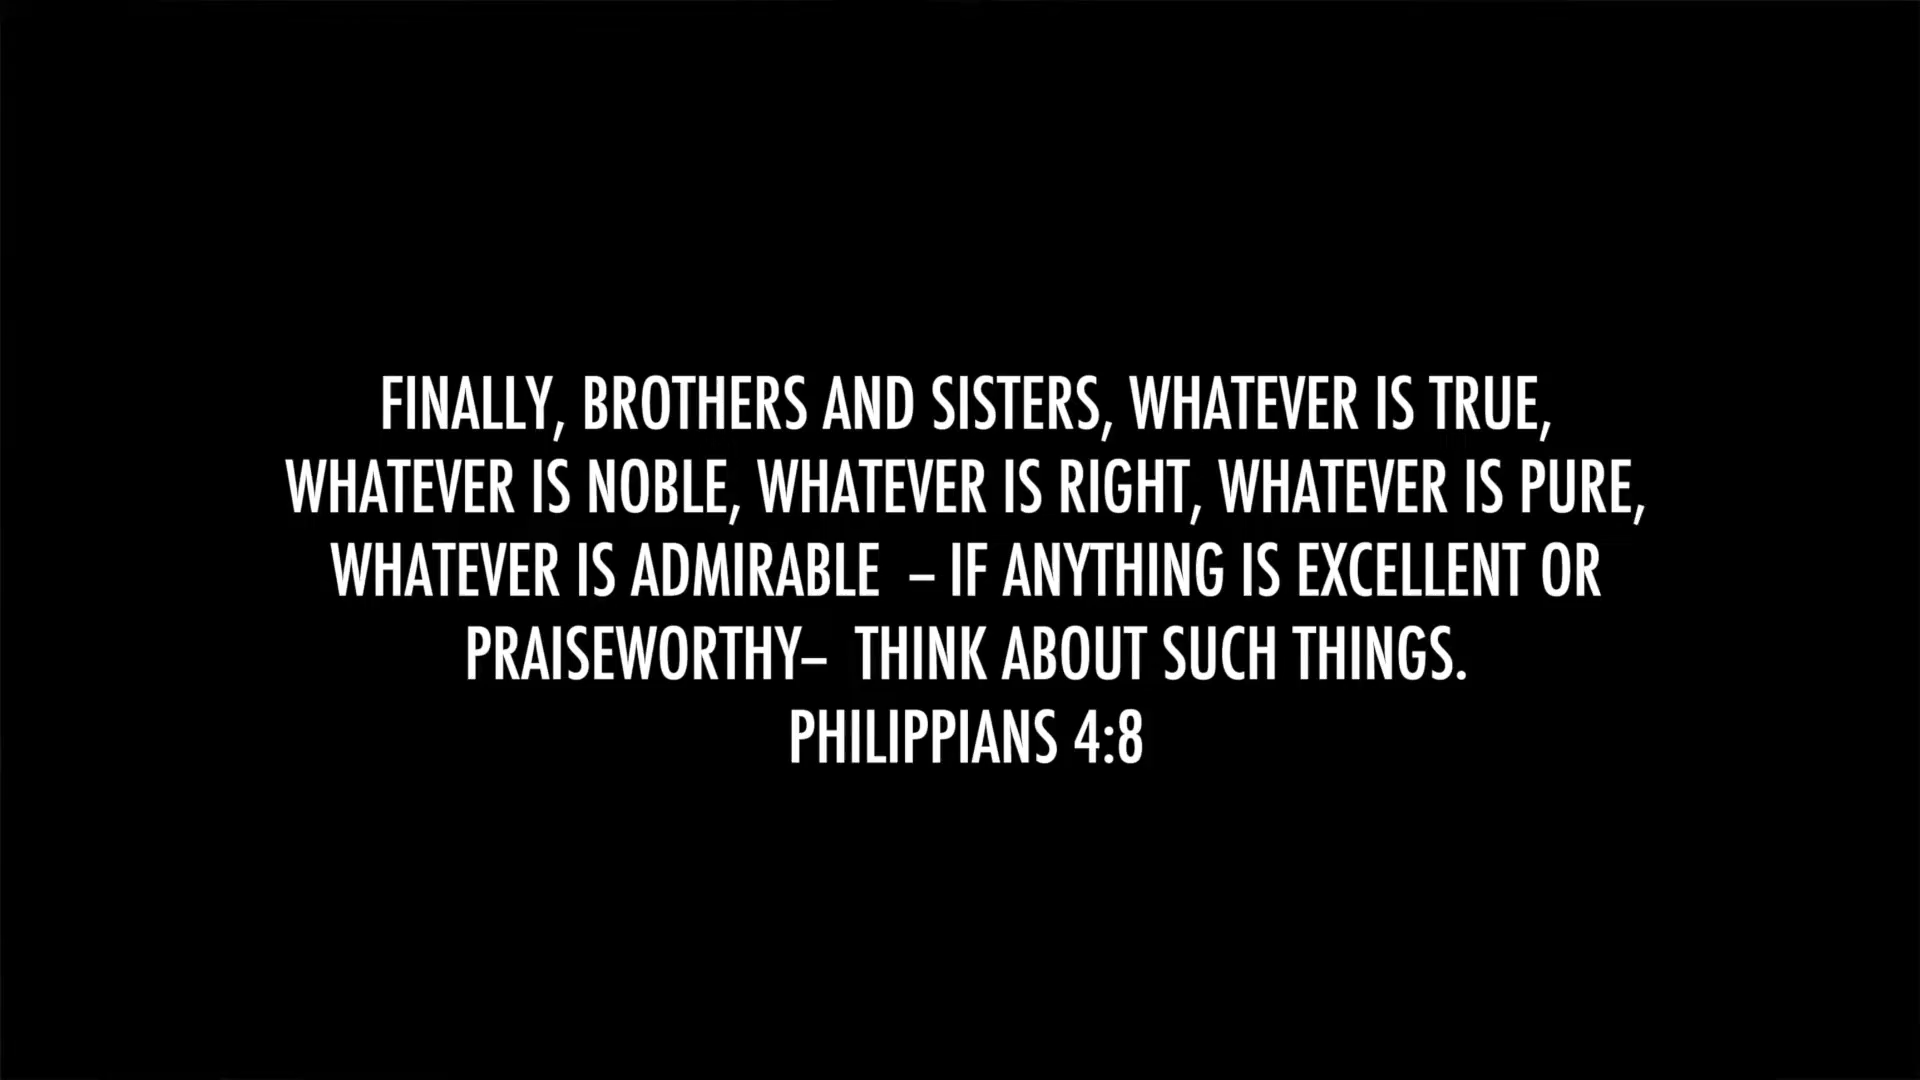 FINALLY, BROTHERS AND SISTERS, WHATEVER IS TRUE,
WHATEVER IS NOBLE, WHATEVER IS RIGHT, WHATEVER IS PURE,
WHATEVER IS ADMIRABLE – IF ANYTHING IS EXCELLENT OR
PRAISEWORTHY– THINK ABOUT SUCH THINGS.
PHILIPPIANS 4:8